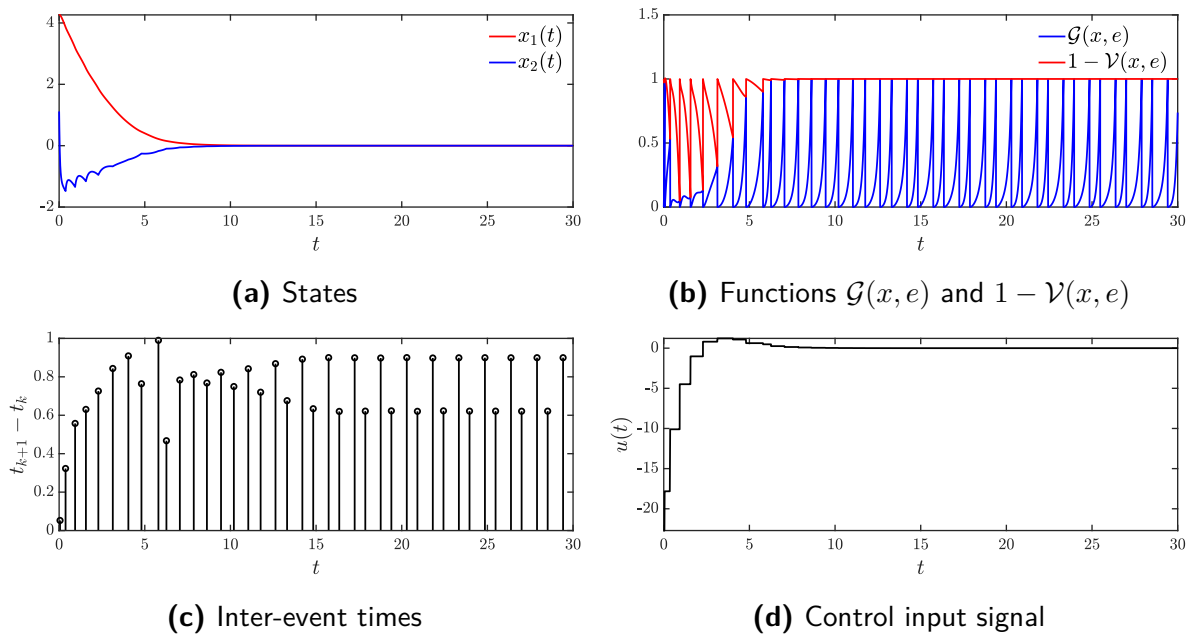 4
2
0
-2
0 5 10 15 20 25 30
t
x₁(t)
x₂(t)
(a) States
1.5
1
0.5
0
0 5 10 15 20 25 30
t
𝒢(x, e)
1 − 𝒱(x, e)
(b) Functions 𝒢(x, e) and 1 − 𝒱(x, e)
1
0.8
0.6
0.4
0.2
0
0 5 10 15 20 25 30
t_{k+1} − t_k
t
(c) Inter-event times
0
-5
-10
-15
-20
0 5 10 15 20 25 30
u(t)
t
(d) Control input signal